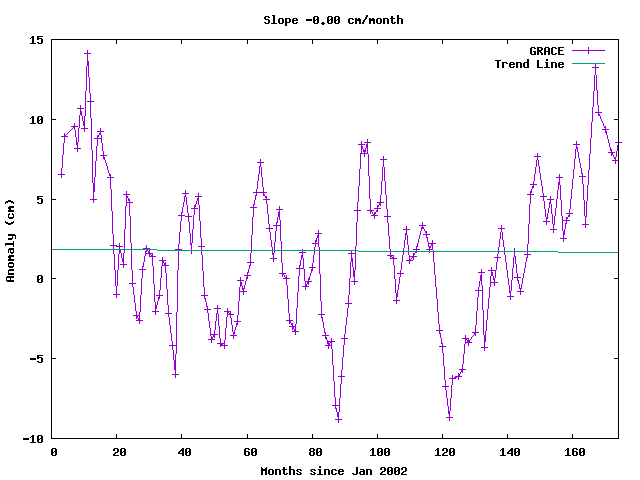 Slope -0.00 cm/month
GRACE
Trend Line
15
10
5
0
-5
-10
Anomaly (cm)
0 20 40 60 80 100 120 140 160
Months since Jan 2002